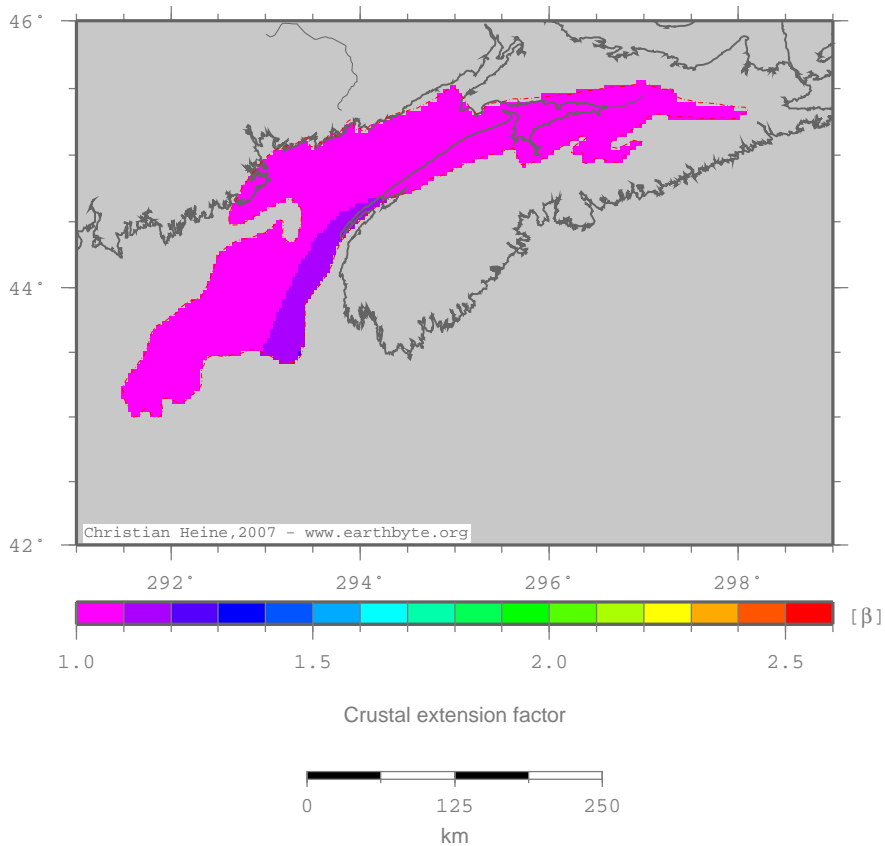 46°
44°
42°
Christian Heine,2007 - www.earthbyte.org
292° 294° 296° 298°
[β]
1.0 1.5 2.0 2.5
Crustal extension factor
0 125 250
km